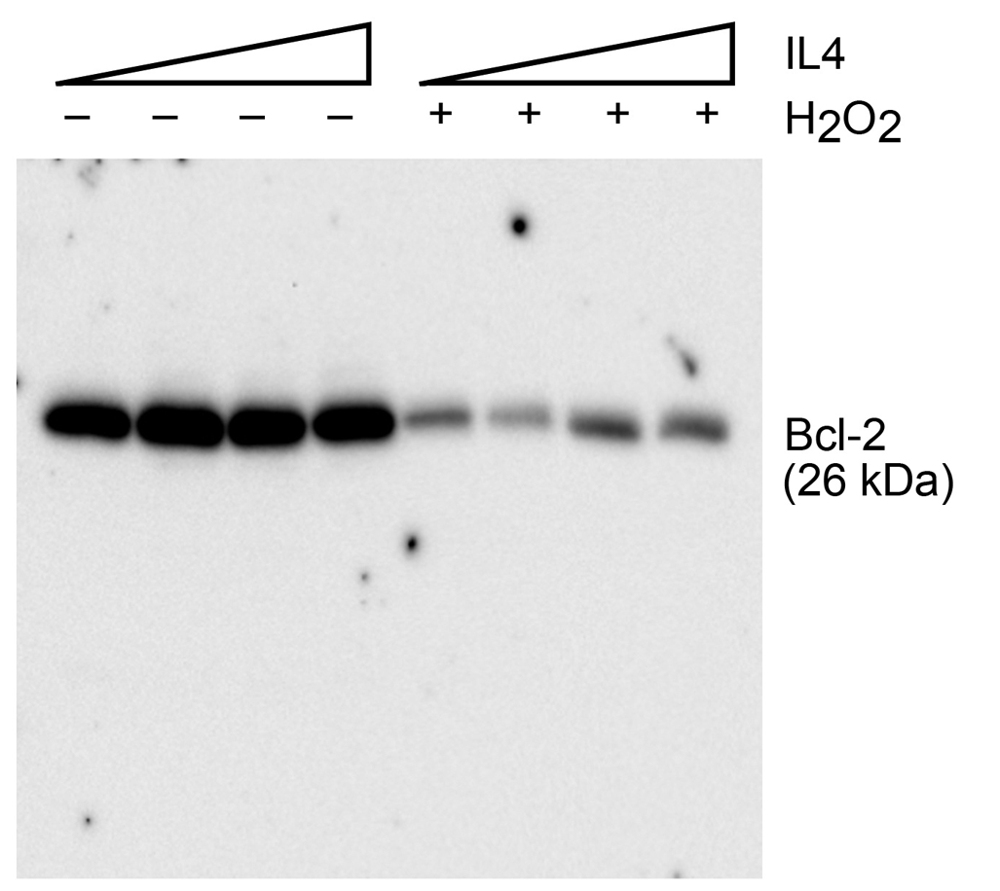 IL4
− − − − + + + + H2O2
Bcl-2
(26 kDa)